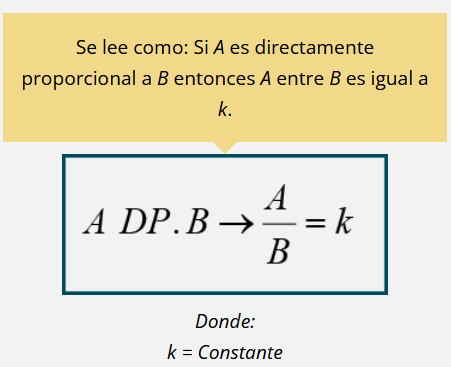 Se lee como: Si A es directamente
proporcional a B entonces A entre B es igual a
k.
A DP. B → A/B = k
Donde:
k = Constante